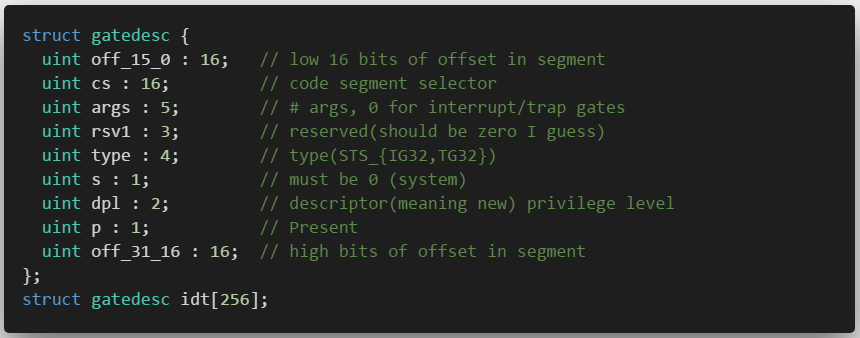 struct gatedesc {
  uint off_15_0 : 16;   // low 16 bits of offset in segment
  uint cs : 16;         // code segment selector
  uint args : 5;        // # args, 0 for interrupt/trap gates
  uint rsv1 : 3;        // reserved(should be zero I guess)
  uint type : 4;        // type(STS_{IG32,TG32})
  uint s : 1;           // must be 0 (system)
  uint dpl : 2;         // descriptor(meaning new) privilege level
  uint p : 1;           // Present
  uint off_31_16 : 16;  // high bits of offset in segment
};
struct gatedesc idt[256];